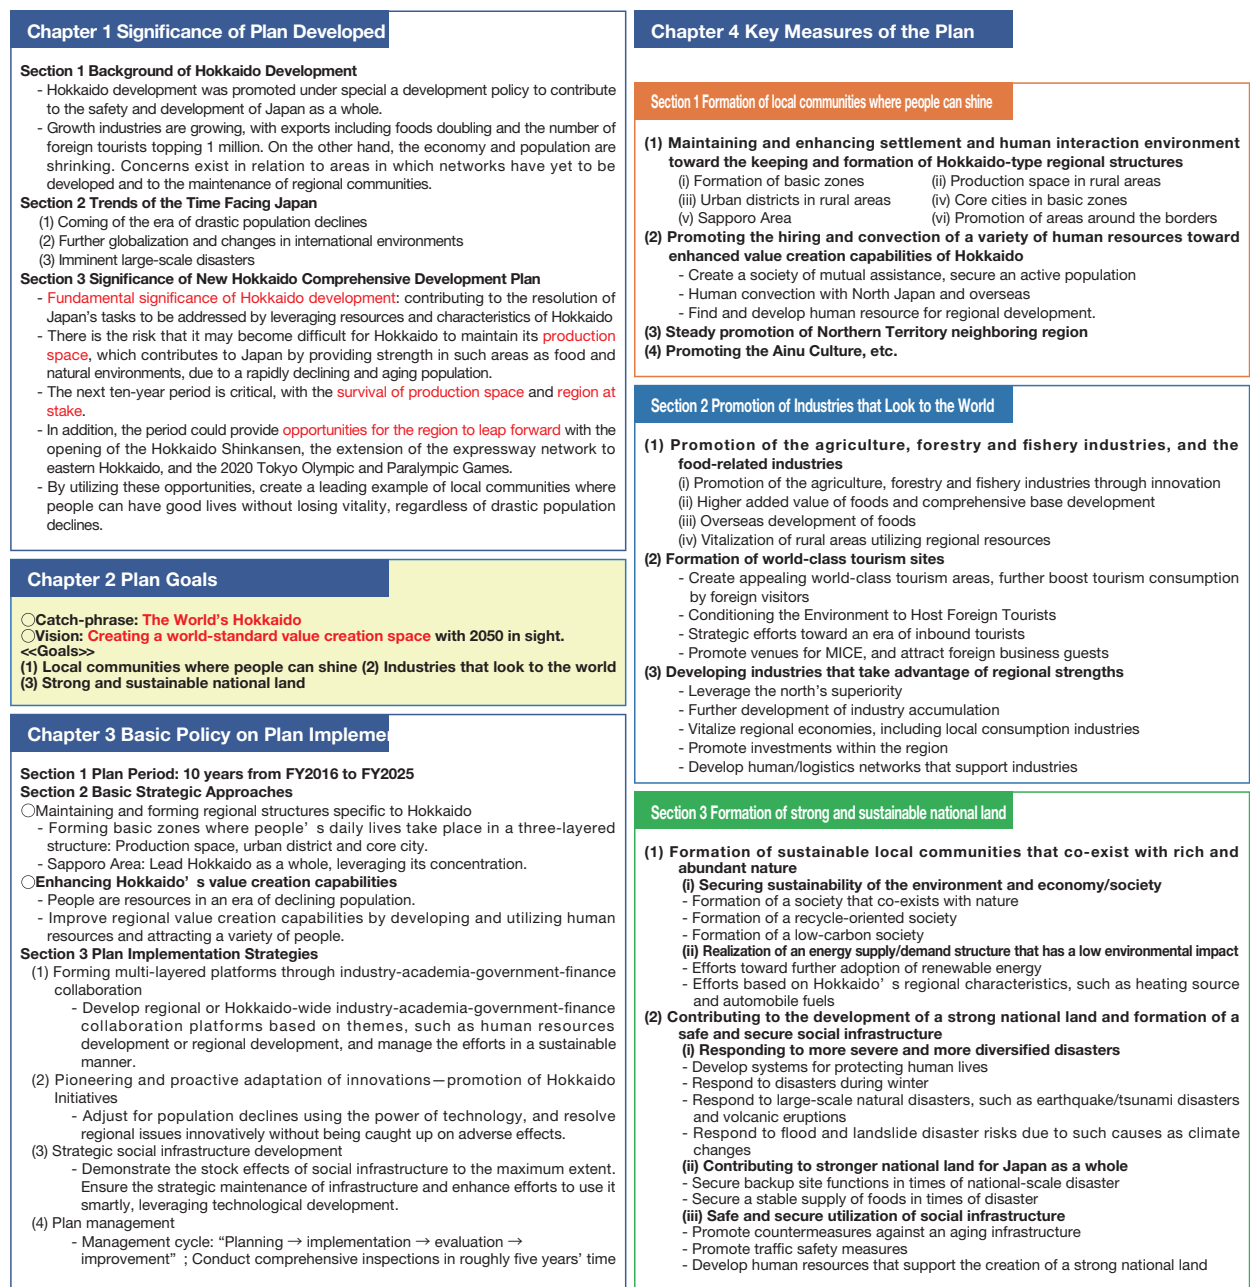 Chapter 1 Significance of Plan Developed
Section 1 Background of Hokkaido Development
- Hokkaido development was promoted under special a development policy to contribute
to the safety and development of Japan as a whole.
- Growth industries are growing, with exports including foods doubling and the number of
foreign tourists topping 1 million. On the other hand, the economy and population are
shrinking. Concerns exist in relation to areas in which networks have yet to be
developed and to the maintenance of regional communities.
Section 2 Trends of the Time Facing Japan
(1) Coming of the era of drastic population declines
(2) Further globalization and changes in international environments
(3) Imminent large-scale disasters
Section 3 Significance of New Hokkaido Comprehensive Development Plan
- Fundamental significance of Hokkaido development: contributing to the resolution of
Japan's tasks to be addressed by leveraging resources and characteristics of Hokkaido
- There is the risk that it may become difficult for Hokkaido to maintain its production
space, which contributes to Japan by providing strength in such areas as food and
natural environments, due to a rapidly declining and aging population.
- The next ten-year period is critical, with the survival of production space and region at
stake.
- In addition, the period could provide opportunities for the region to leap forward with the
opening of the Hokkaido Shinkansen, the extension of the expressway network to
eastern Hokkaido, and the 2020 Tokyo Olympic and Paralympic Games.
- By utilizing these opportunities, create a leading example of local communities where
people can have good lives without losing vitality, regardless of drastic population
declines.
Chapter 2 Plan Goals
○Catch-phrase: The World's Hokkaido
○Vision: Creating a world-standard value creation space with 2050 in sight.
<<Goals>>
(1) Local communities where people can shine (2) Industries that look to the world
(3) Strong and sustainable national land
Chapter 3 Basic Policy on Plan Implemen
Section 1 Plan Period: 10 years from FY2016 to FY2025
Section 2 Basic Strategic Approaches
○Maintaining and forming regional structures specific to Hokkaido
- Forming basic zones where people' s daily lives take place in a three-layered
structure: Production space, urban district and core city.
- Sapporo Area: Lead Hokkaido as a whole, leveraging its concentration.
○Enhancing Hokkaido' s value creation capabilities
- People are resources in an era of declining population.
- Improve regional value creation capabilities by developing and utilizing human
resources and attracting a variety of people.
Section 3 Plan Implementation Strategies
(1) Forming multi-layered platforms through industry-academia-government-finance
collaboration
- Develop regional or Hokkaido-wide industry-academia-government-finance
collaboration platforms based on themes, such as human resources
development or regional development, and manage the efforts in a sustainable
manner.
(2) Pioneering and proactive adaptation of innovations—promotion of Hokkaido
Initiatives
- Adjust for population declines using the power of technology, and resolve
regional issues innovatively without being caught up on adverse effects.
(3) Strategic social infrastructure development
- Demonstrate the stock effects of social infrastructure to the maximum extent.
Ensure the strategic maintenance of infrastructure and enhance efforts to use it
smartly, leveraging technological development.
(4) Plan management
- Management cycle: "Planning → implementation → evaluation →
improvement" ; Conduct comprehensive inspections in roughly five years' time
Chapter 4 Key Measures of the Plan
Section 1 Formation of local communities where people can shine
(1) Maintaining and enhancing settlement and human interaction environment
toward the keeping and formation of Hokkaido-type regional structures
(i) Formation of basic zones (ii) Production space in rural areas
(iii) Urban districts in rural areas (iv) Core cities in basic zones
(v) Sapporo Area (vi) Promotion of areas around the borders
(2) Promoting the hiring and convection of a variety of human resources toward
enhanced value creation capabilities of Hokkaido
- Create a society of mutual assistance, secure an active population
- Human convection with North Japan and overseas
- Find and develop human resource for regional development.
(3) Steady promotion of Northern Territory neighboring region
(4) Promoting the Ainu Culture, etc.
Section 2 Promotion of Industries that Look to the World
(1) Promotion of the agriculture, forestry and fishery industries, and the
food-related industries
(i) Promotion of the agriculture, forestry and fishery industries through innovation
(ii) Higher added value of foods and comprehensive base development
(iii) Overseas development of foods
(iv) Vitalization of rural areas utilizing regional resources
(2) Formation of world-class tourism sites
- Create appealing world-class tourism areas, further boost tourism consumption
by foreign visitors
- Conditioning the Environment to Host Foreign Tourists
- Strategic efforts toward an era of inbound tourists
- Promote venues for MICE, and attract foreign business guests
(3) Developing industries that take advantage of regional strengths
- Leverage the north's superiority
- Further development of industry accumulation
- Vitalize regional economies, including local consumption industries
- Promote investments within the region
- Develop human/logistics networks that support industries
Section 3 Formation of strong and sustainable national land
(1) Formation of sustainable local communities that co-exist with rich and
abundant nature
(i) Securing sustainability of the environment and economy/society
- Formation of a society that co-exists with nature
- Formation of a recycle-oriented society
- Formation of a low-carbon society
(ii) Realization of an energy supply/demand structure that has a low environmental impact
- Efforts toward further adoption of renewable energy
- Efforts based on Hokkaido' s regional characteristics, such as heating source
and automobile fuels
(2) Contributing to the development of a strong national land and formation of a
safe and secure social infrastructure
(i) Responding to more severe and more diversified disasters
- Develop systems for protecting human lives
- Respond to disasters during winter
- Respond to large-scale natural disasters, such as earthquake/tsunami disasters
and volcanic eruptions
- Respond to flood and landslide disaster risks due to such causes as climate
changes
(ii) Contributing to stronger national land for Japan as a whole
- Secure backup site functions in times of national-scale disaster
- Secure a stable supply of foods in times of disaster
(iii) Safe and secure utilization of social infrastructure
- Promote countermeasures against an aging infrastructure
- Promote traffic safety measures
- Develop human resources that support the creation of a strong national land